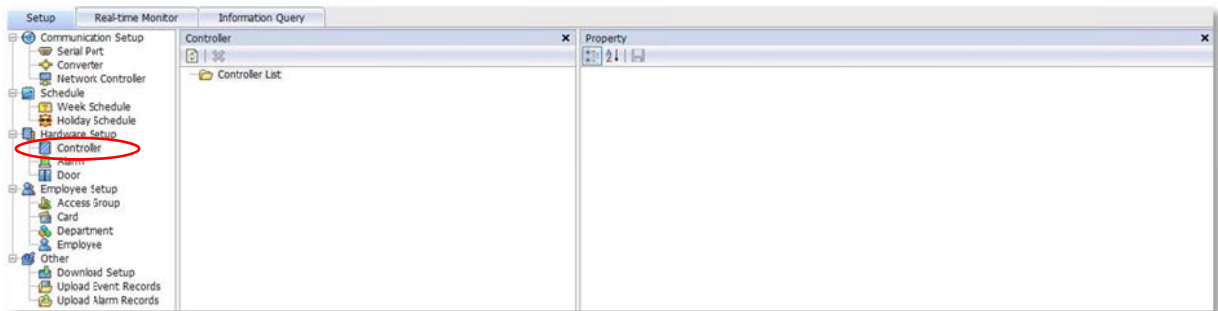 Setup Real-time Monitor Information Query
Communication Setup
Serial Port
Converter
Network Controller
Schedule
Week Schedule
Holiday Schedule
Hardware Setup
Controller
Alarm
Door
Employee Setup
Access Group
Card
Department
Employee
Other
Download Setup
Upload Event Records
Upload Alarm Records
Controller
Controller List
Property